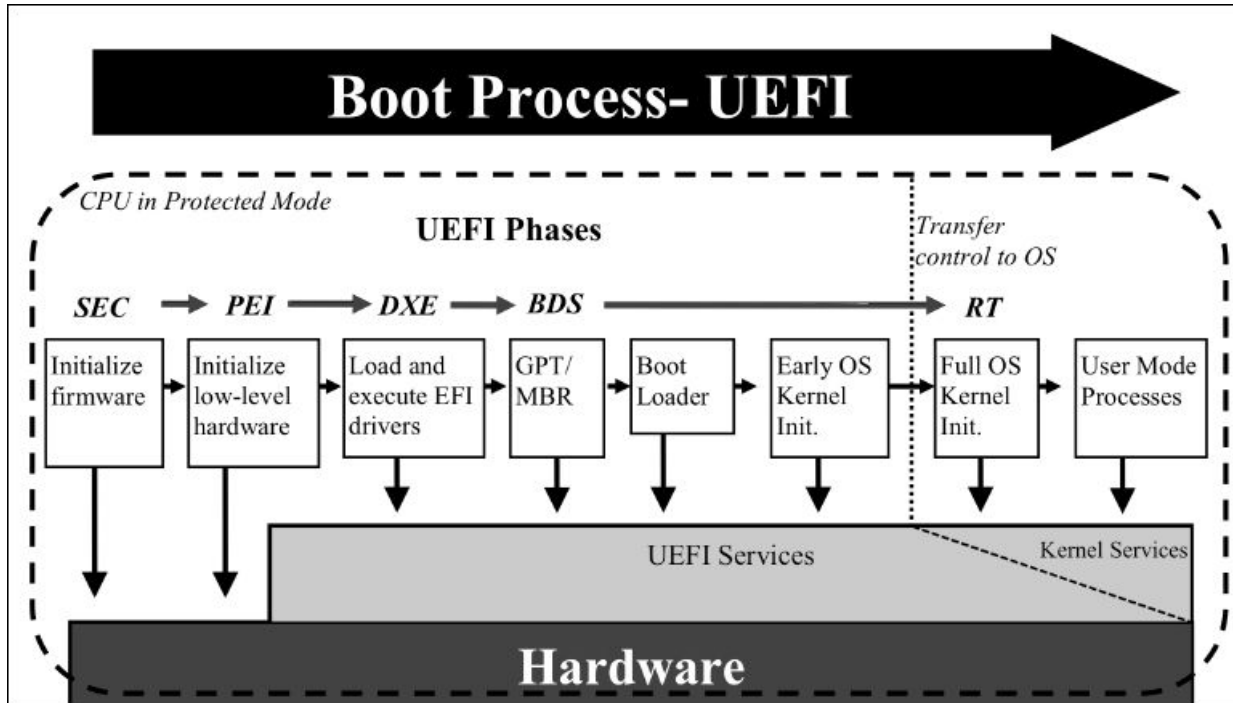 Boot Process- UEFI
CPU in Protected Mode
UEFI Phases
Transfer
control to OS
SEC
PEI
DXE
BDS
RT
Initialize
firmware
Initialize
low-level
hardware
Load and
execute EFI
drivers
GPT/
MBR
Boot
Loader
Early OS
Kernel
Init.
Full OS
Kernel
Init.
User Mode
Processes
UEFI Services
Kernel Services
Hardware